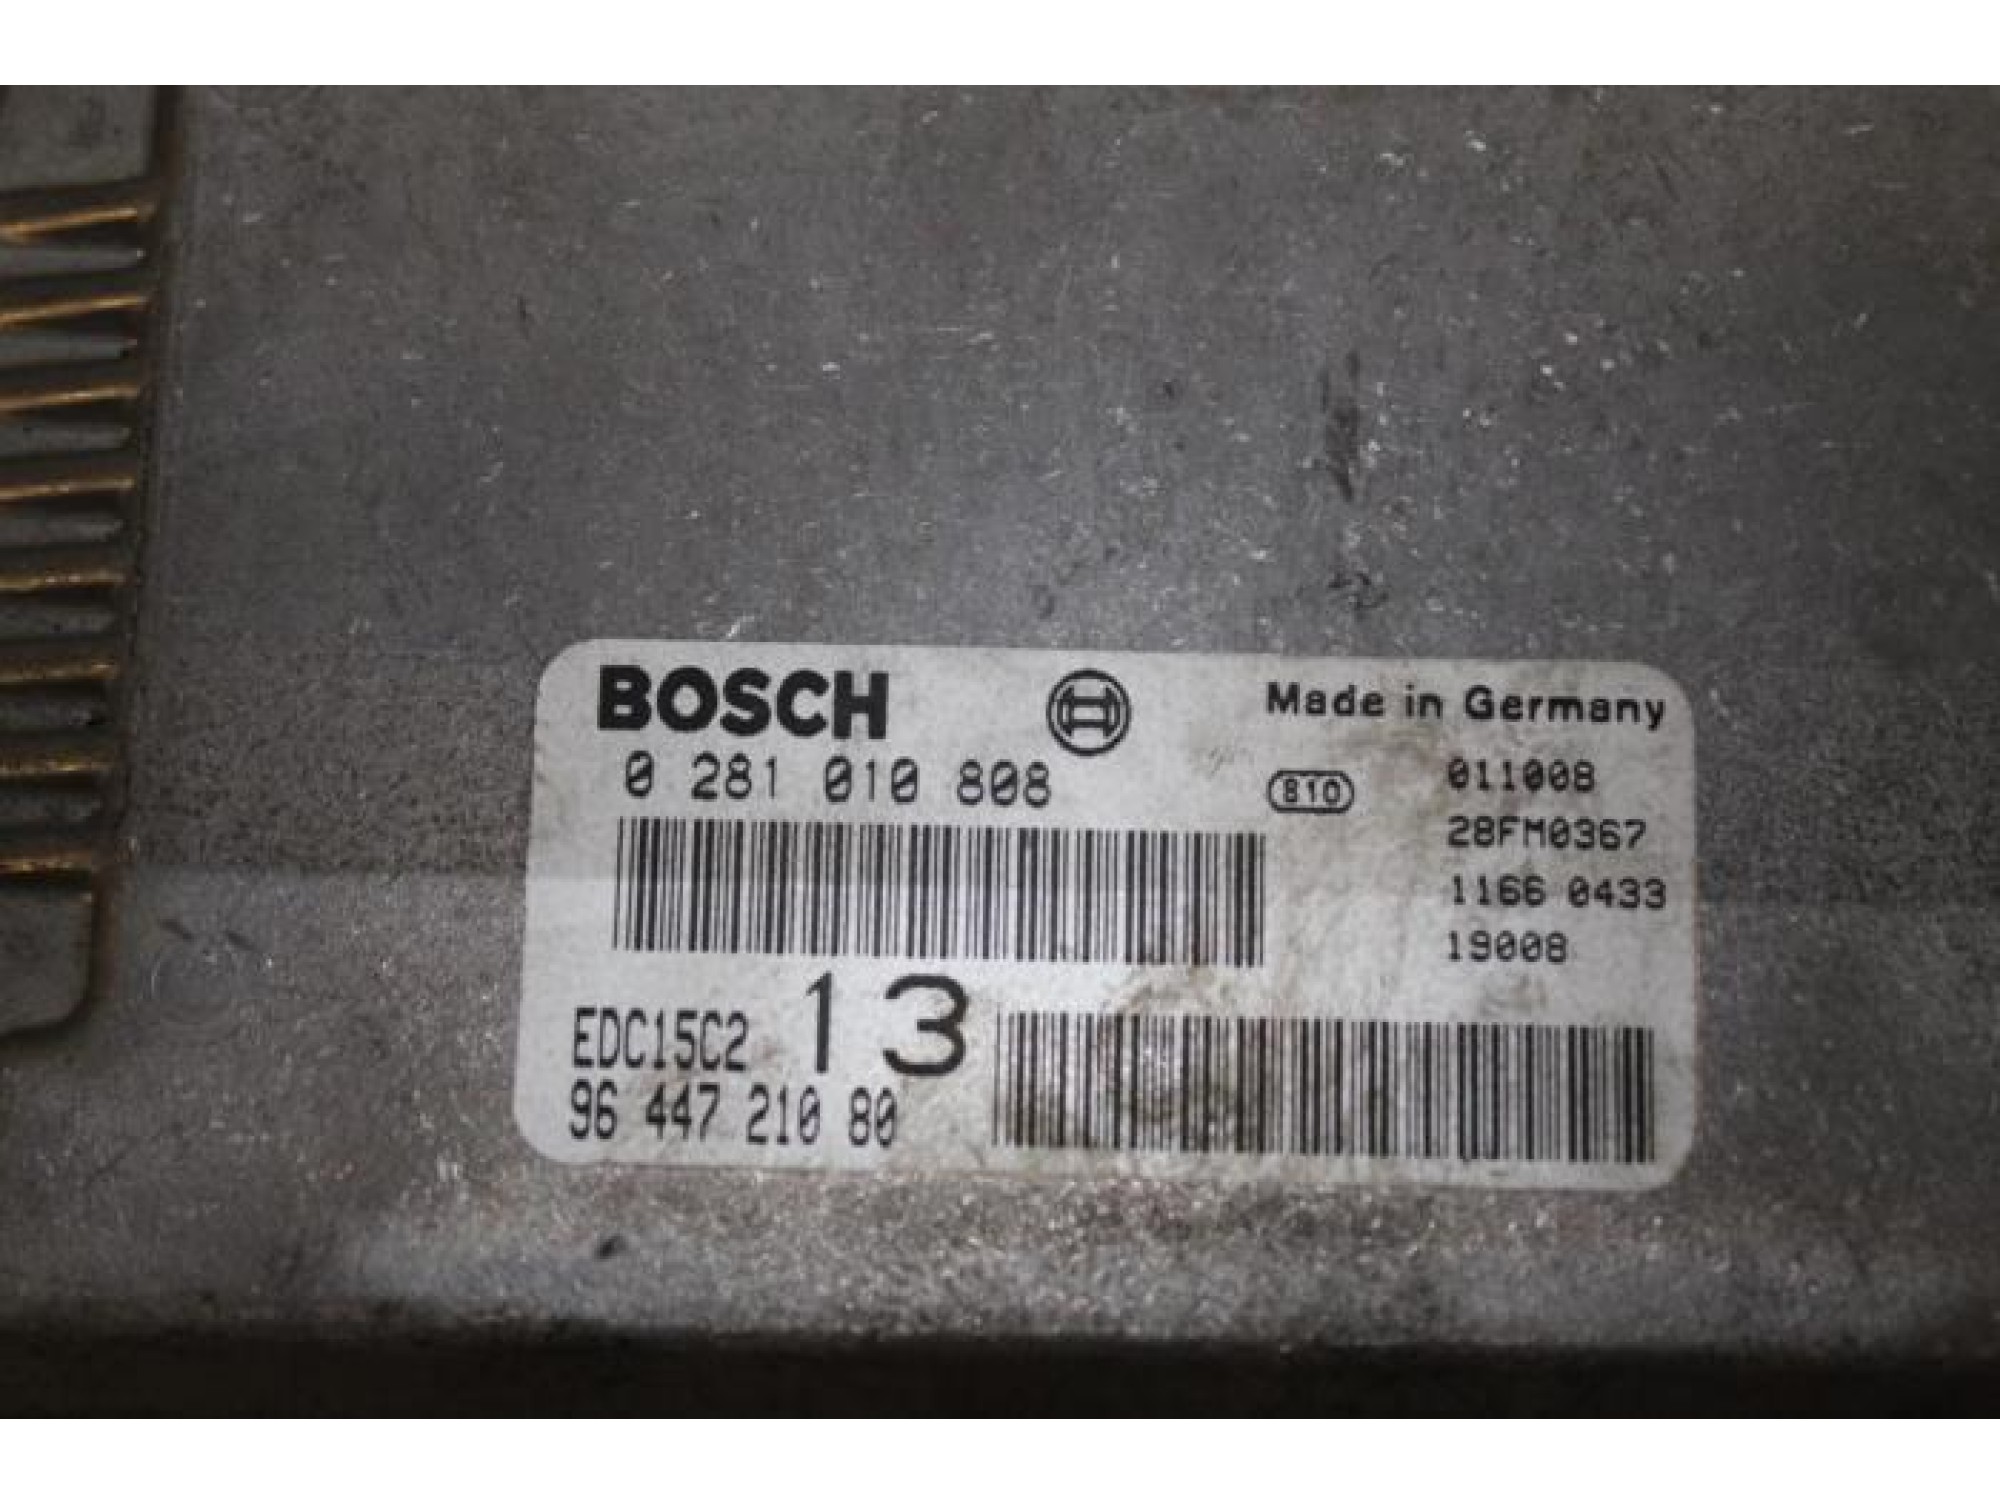 BOSCH Made in Germany
0 281 010 808 B10 011008
28FM0367
1166 0433
19008
EDC15C2 13
96 447 210 80